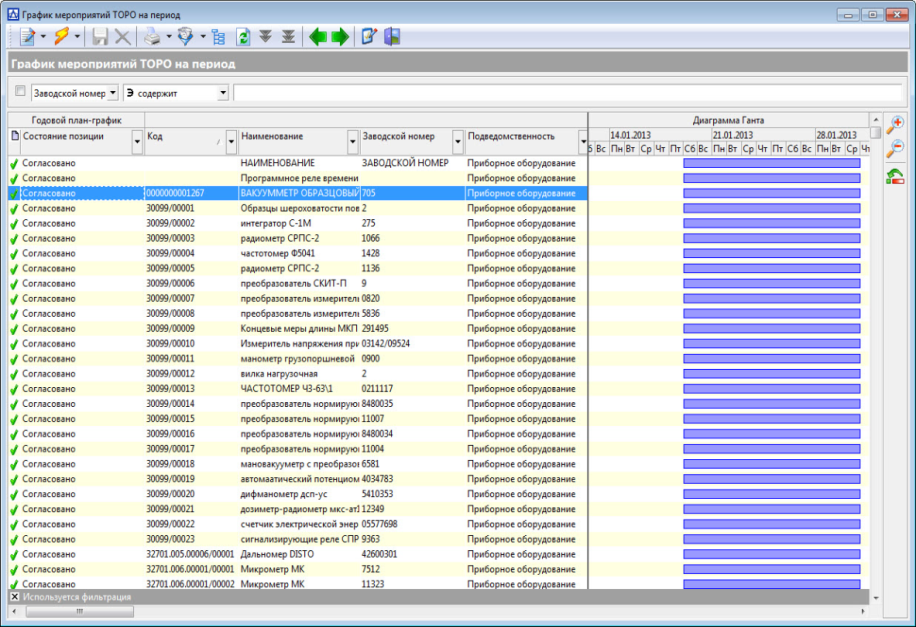 График мероприятий ТОРО на период
График мероприятий ТОРО на период
Заводской номер Э содержит
Годовой план-график Диаграмма Ганта
Состояние позиции Код Наименование Заводской номер Подведомственность 14.01.2013 21.01.2013 28.01.2013
б Вс Пн Вт Ср Чт Пт Сб Вс Пн Вт Ср Чт Пт Сб Вс Пн Вт Ср Чт
Согласовано НАИМЕНОВАНИЕ ЗАВОДСКОЙ НОМЕР Приборное оборудование
Согласовано Программное реле времени Приборное оборудование
Согласовано 0000000001267 ВАКУУММЕТР ОБРАЗЦОВЫЙ 705 Приборное оборудование
Согласовано 30099/00001 Образцы шероховатости пов 2 Приборное оборудование
Согласовано 30099/00002 интегратор С-1М 275 Приборное оборудование
Согласовано 30099/00003 радиометр СРПС-2 1066 Приборное оборудование
Согласовано 30099/00004 частотомер Ф5041 1428 Приборное оборудование
Согласовано 30099/00005 радиометр СРПС-2 1136 Приборное оборудование
Согласовано 30099/00006 преобразователь СКИТ-П 9 Приборное оборудование
Согласовано 30099/00007 преобразователь измерител 0820 Приборное оборудование
Согласовано 30099/00008 преобразователь измерител 5836 Приборное оборудование
Согласовано 30099/00009 Концевые меры длины МКП 291495 Приборное оборудование
Согласовано 30099/00010 Измеритель напряжения при 03142/09524 Приборное оборудование
Согласовано 30099/00011 манометр грузопоршневой 0900 Приборное оборудование
Согласовано 30099/00012 вилка нагрузочная 2 Приборное оборудование
Согласовано 30099/00013 ЧАСТОТОМЕР ЧЗ-63\1 0211117 Приборное оборудование
Согласовано 30099/00014 преобразователь нормирую 8480035 Приборное оборудование
Согласовано 30099/00015 преобразователь нормирую 11007 Приборное оборудование
Согласовано 30099/00016 преобразователь нормирую 8480034 Приборное оборудование
Согласовано 30099/00017 преобразователь нормирую 11004 Приборное оборудование
Согласовано 30099/00018 мановакууметр с преобразо 6581 Приборное оборудование
Согласовано 30099/00019 автомаатический потенциом 4034783 Приборное оборудование
Согласовано 30099/00020 дифманометр дсп-ус 5410353 Приборное оборудование
Согласовано 30099/00021 дозиметр-радиометр мкс-ат1 12349 Приборное оборудование
Согласовано 30099/00022 счетчик электрической энер 05577698 Приборное оборудование
Согласовано 30099/00023 сигнализирующие реле СПР 9363 Приборное оборудование
Согласовано 32701.005.00006/00001 Дальномер DISTO 42600301 Приборное оборудование
Согласовано 32701.006.00001/00001 Микрометр МК 7512 Приборное оборудование
Согласовано 32701.006.00001/00002 Микрометр МК 11323 Приборное оборудование
Используется фильтрация